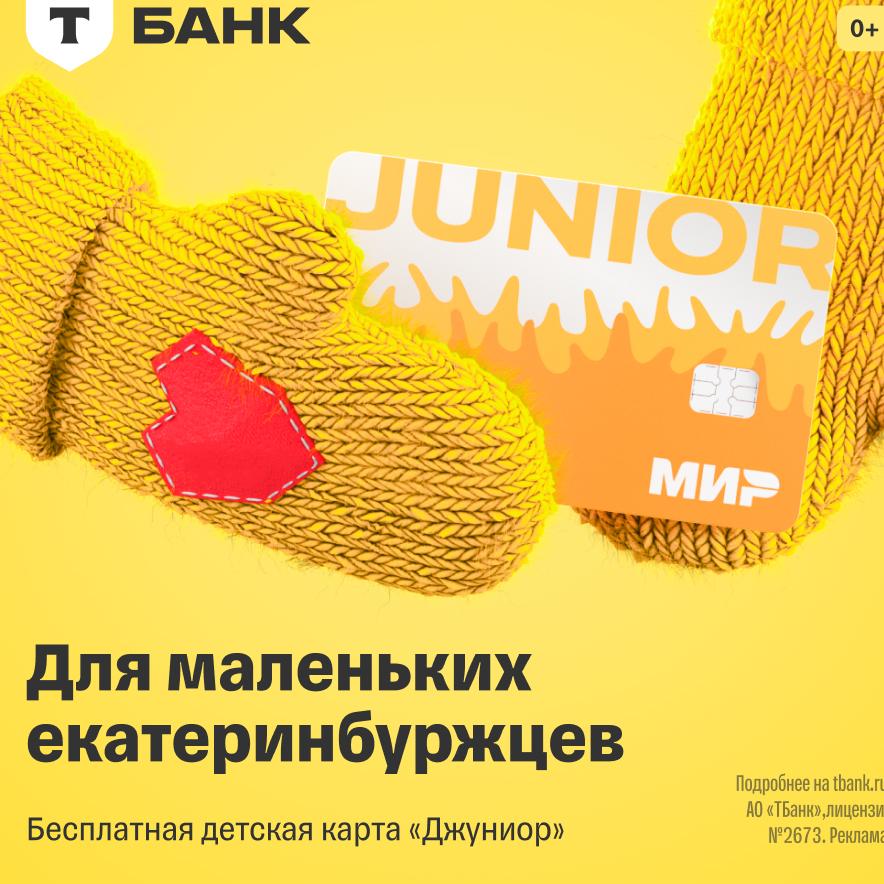 Т БАНК
0+
JUNIOR
МИР
Для маленьких
екатеринбуржцев
Бесплатная детская карта «Джуниор»
Подробнее на tbank.ru
АО «ТБанк»,лицензи
№2673. Реклама